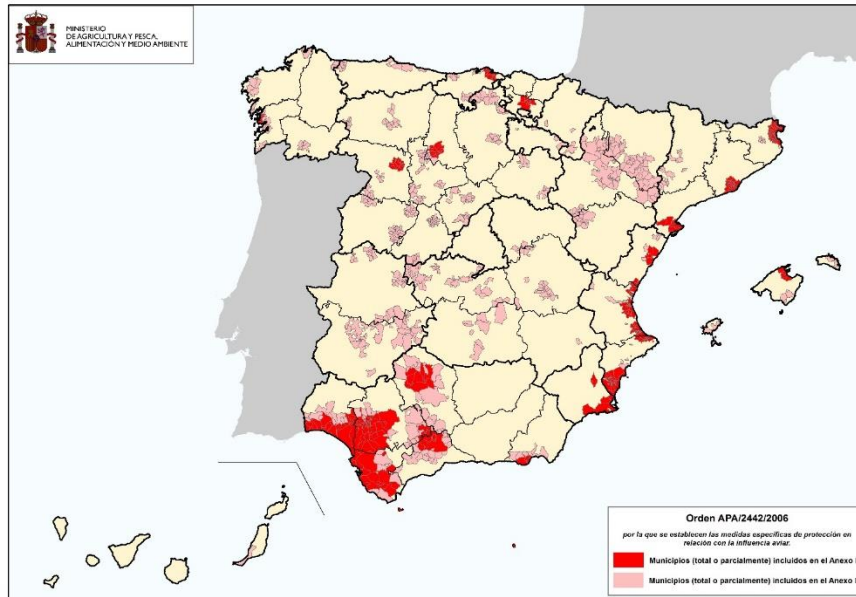 MINISTERIO
DE AGRICULTURA Y PESCA,
ALIMENTACIÓN Y MEDIO AMBIENTE
Orden APA/2442/2006
por la que se establecen las medidas específicas de protección en
relación con la influencia aviar.
Municipios (total o parcialmente) incluidos en el Anexo
Municipios (total o parcialmente) incluidos en el Anexo